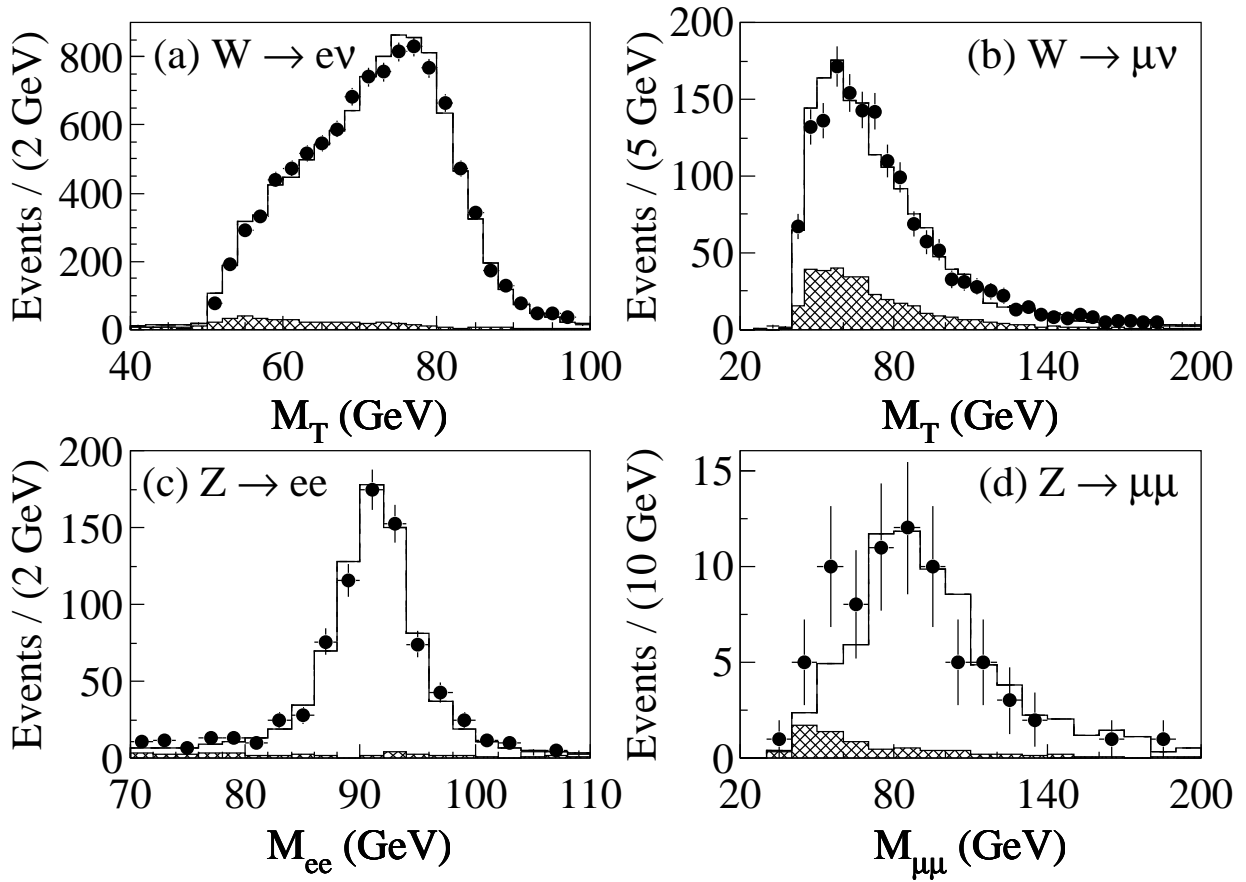 (a) W → eν
Events / (2 GeV)
800
600
400
200
0
40 60 80 100
M_T (GeV)
(b) W → μν
Events / (5 GeV)
200
150
100
50
0
20 80 140 200
M_T (GeV)
(c) Z → ee
Events / (2 GeV)
200
150
100
50
0
70 80 90 100 110
M_ee (GeV)
(d) Z → μμ
Events / (10 GeV)
15
10
5
0
20 80 140 200
M_μμ (GeV)